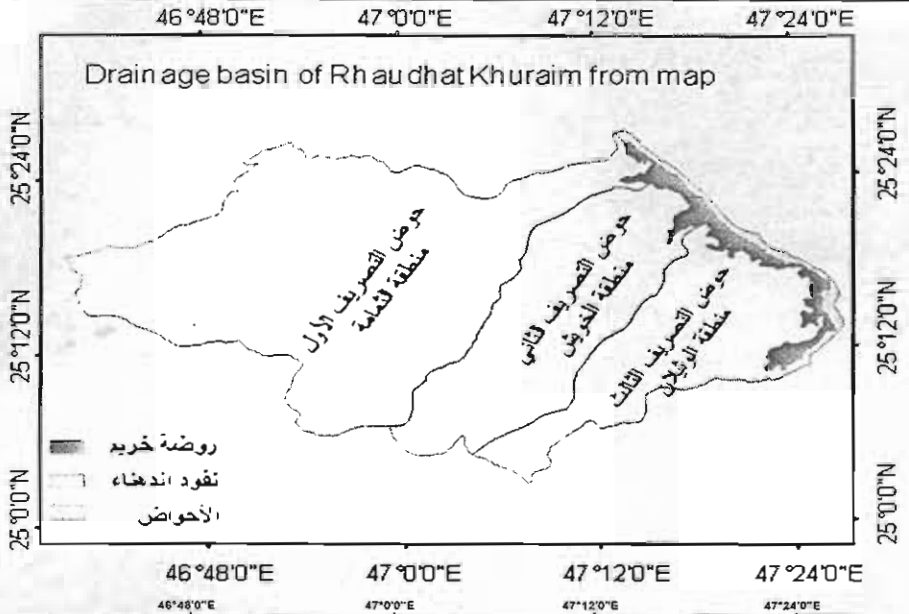 46°48'0"E 47°0'0"E 47°12'0"E 47°24'0"E
Drainage basin of Rhaudhat Khuraim from map
25°24'0"N 25°24'0"N
حوض التصريف الأول
منطقة الثمامة
حوض التصريف الثاني
منطقة الخويش
حوض التصريف الثالث
منطقة الوثيلان
25°12'0"N 25°12'0"N
روضة خريم
نفود الدهناء
الأحواض
25°0'0"N 25°0'0"N
46°48'0"E 47°0'0"E 47°12'0"E 47°24'0"E
46°48'0"E 47°0'0"E 47°12'0"E 47°24'0"E